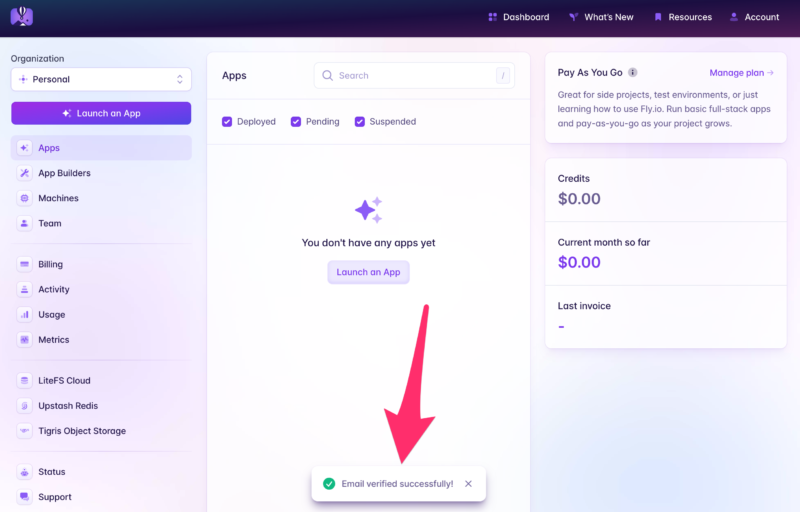 Dashboard
What's New
Resources
Account
Organization
Personal
Launch an App
Apps
App Builders
Machines
Team
Billing
Activity
Usage
Metrics
LiteFS Cloud
Upstash Redis
Tigris Object Storage
Status
Support
Apps
Search
/
Deployed
Pending
Suspended
You don't have any apps yet
Launch an App
Email verified successfully!
Pay As You Go
Manage plan →
Great for side projects, test environments, or just
learning how to use Fly.io. Run basic full-stack apps
and pay-as-you-go as your project grows.
Credits
$0.00
Current month so far
$0.00
Last invoice
-